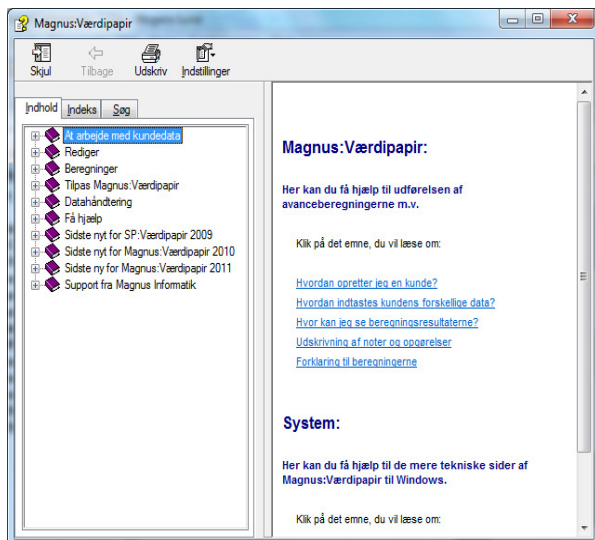 Magnus:Værdipapir
Skjul
Tilbage
Udskriv
Indstillinger
Indhold
Indeks
Søg
At arbejde med kundedata
Rediger
Beregninger
Tilpas Magnus:Værdipapir
Datahåndtering
Få hjælp
Sidste nyt for SP:Værdipapir 2009
Sidste nyt for Magnus:Værdipapir 2010
Sidste ny for Magnus:Værdipapir 2011
Support fra Magnus Informatik
Magnus:Værdipapir:
Her kan du få hjælp til udførelsen af
avanceberegningerne m.v.
Klik på det emne, du vil læse om:
Hvordan opretter jeg en kunde?
Hvordan indtastes kundens forskellige data?
Hvor kan jeg se beregningsresultaterne?
Udskrivning af noter og opgørelser
Forklaring til beregningerne
System:
Her kan du få hjælp til de mere tekniske sider af
Magnus:Værdipapir til Windows.
Klik på det emne, du vil læse om: